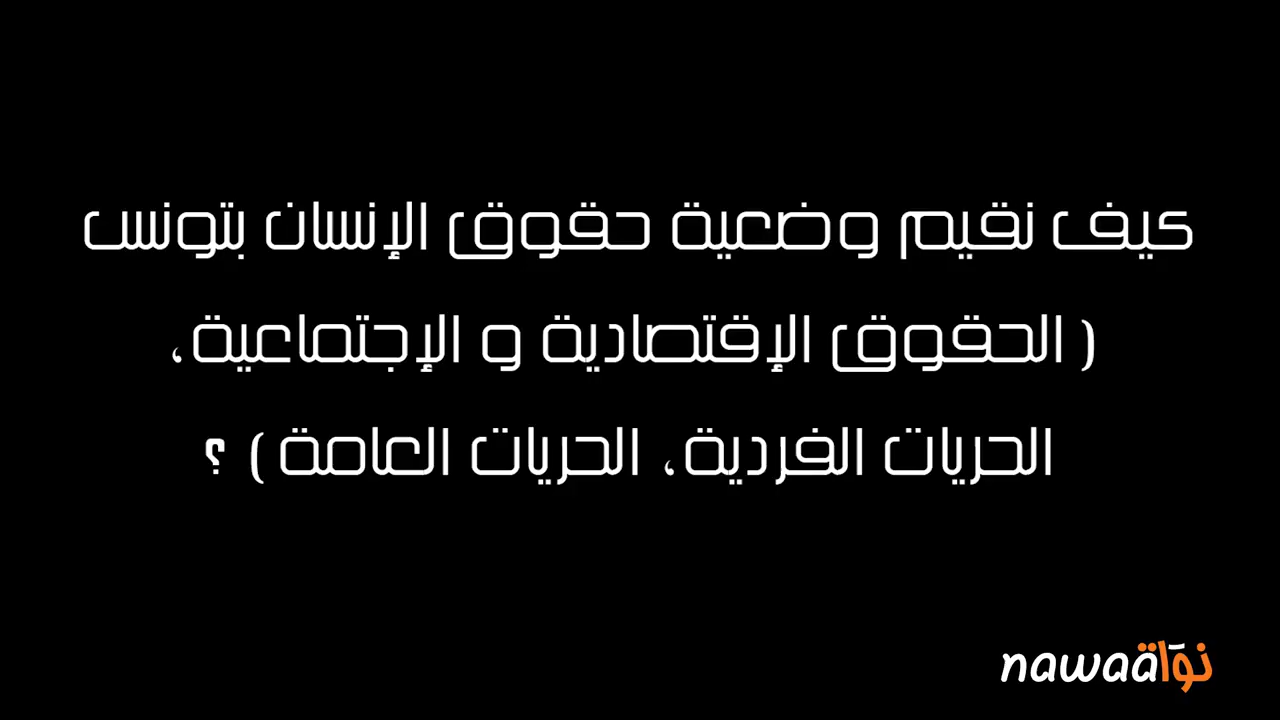 كيف نقيم وضعية حقوق الإنسان بتونس
( الحقوق الإقتصادية و الإجتماعية،
الحريات الفردية، الحريات العامة ) ؟
nawaaنواة